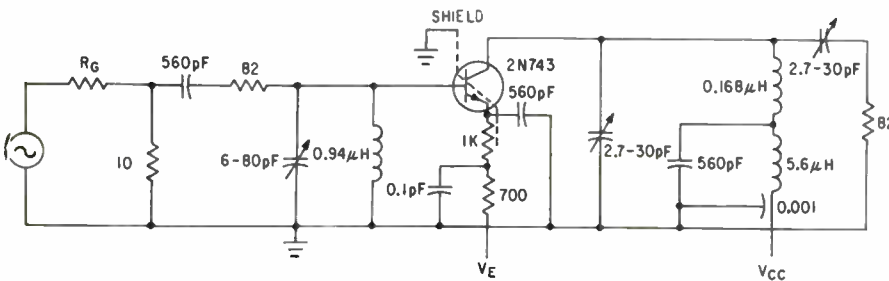 SHIELD
RG
560pF
82
2N743
560pF
2.7-30pF
0.168µH
82
10
6-80pF
0.94µH
1K
2.7-30pF
560pF
5.6µH
0.1pF
700
0.001
VE
VCC